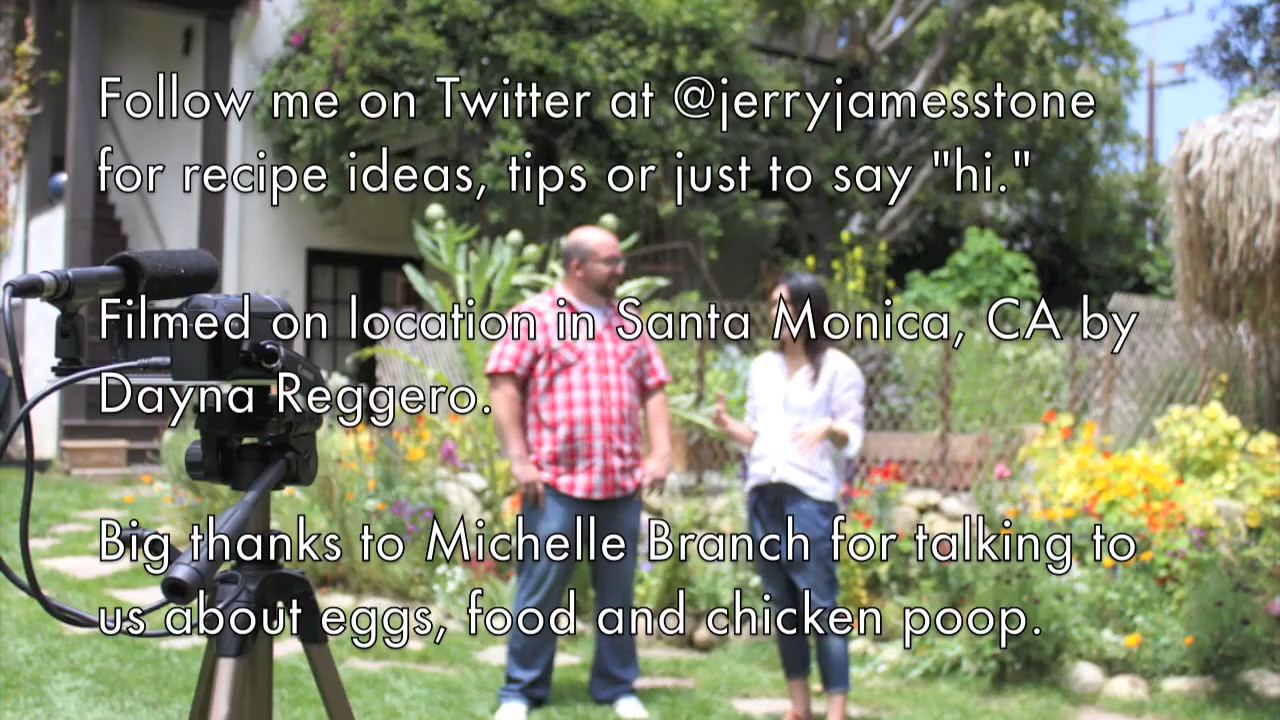 Follow me on Twitter at @jerryjamesstone
for recipe ideas, tips or just to say "hi."
Filmed on location in Santa Monica, CA by
Dayna Reggero.
Big thanks to Michelle Branch for talking to
us about eggs, food and chicken poop.